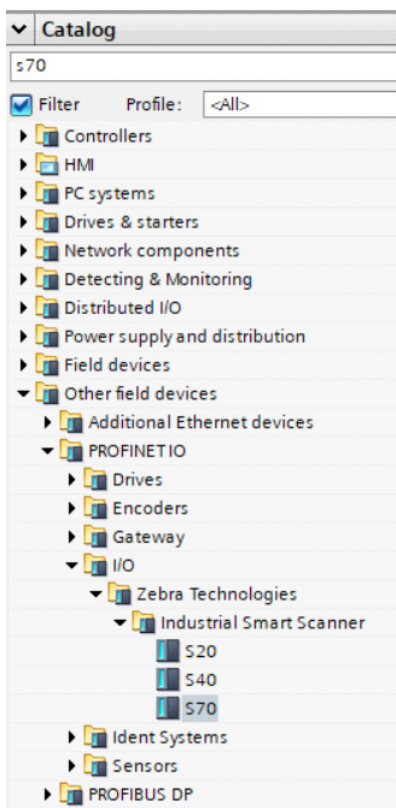 Catalog
s70
Filter Profile: <All>
Controllers
HMI
PC systems
Drives & starters
Network components
Detecting & Monitoring
Distributed I/O
Power supply and distribution
Field devices
Other field devices
Additional Ethernet devices
PROFINET IO
Drives
Encoders
Gateway
I/O
Zebra Technologies
Industrial Smart Scanner
S20
S40
S70
Ident Systems
Sensors
PROFIBUS DP